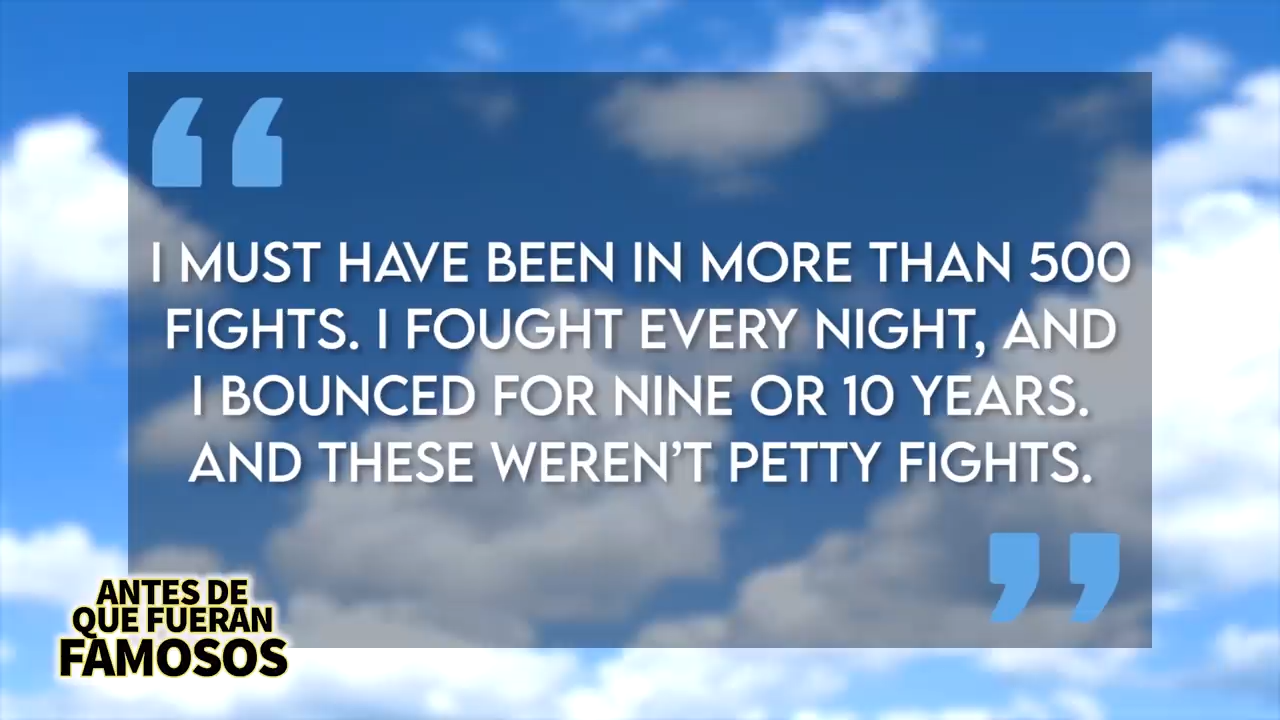 “
I MUST HAVE BEEN IN MORE THAN 500
FIGHTS. I FOUGHT EVERY NIGHT, AND
I BOUNCED FOR NINE OR 10 YEARS.
AND THESE WEREN’T PETTY FIGHTS.
”
ANTES DE
QUE FUERAN
FAMOSOS